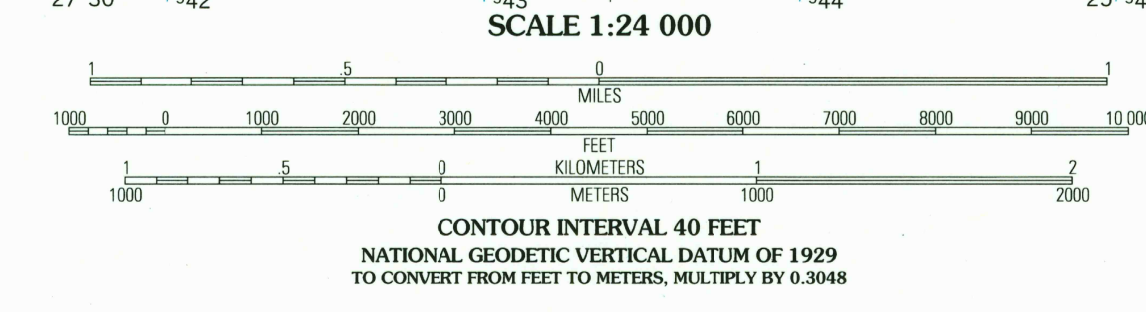 SCALE 1:24 000
1 .5 0 1
MILES
1000 0 1000 2000 3000 4000 5000 6000 7000 8000 9000 10 000
FEET
1 .5 0 KILOMETERS 1 2
1000 0 METERS 1000 2000
CONTOUR INTERVAL 40 FEET
NATIONAL GEODETIC VERTICAL DATUM OF 1929
TO CONVERT FROM FEET TO METERS, MULTIPLY BY 0.3048